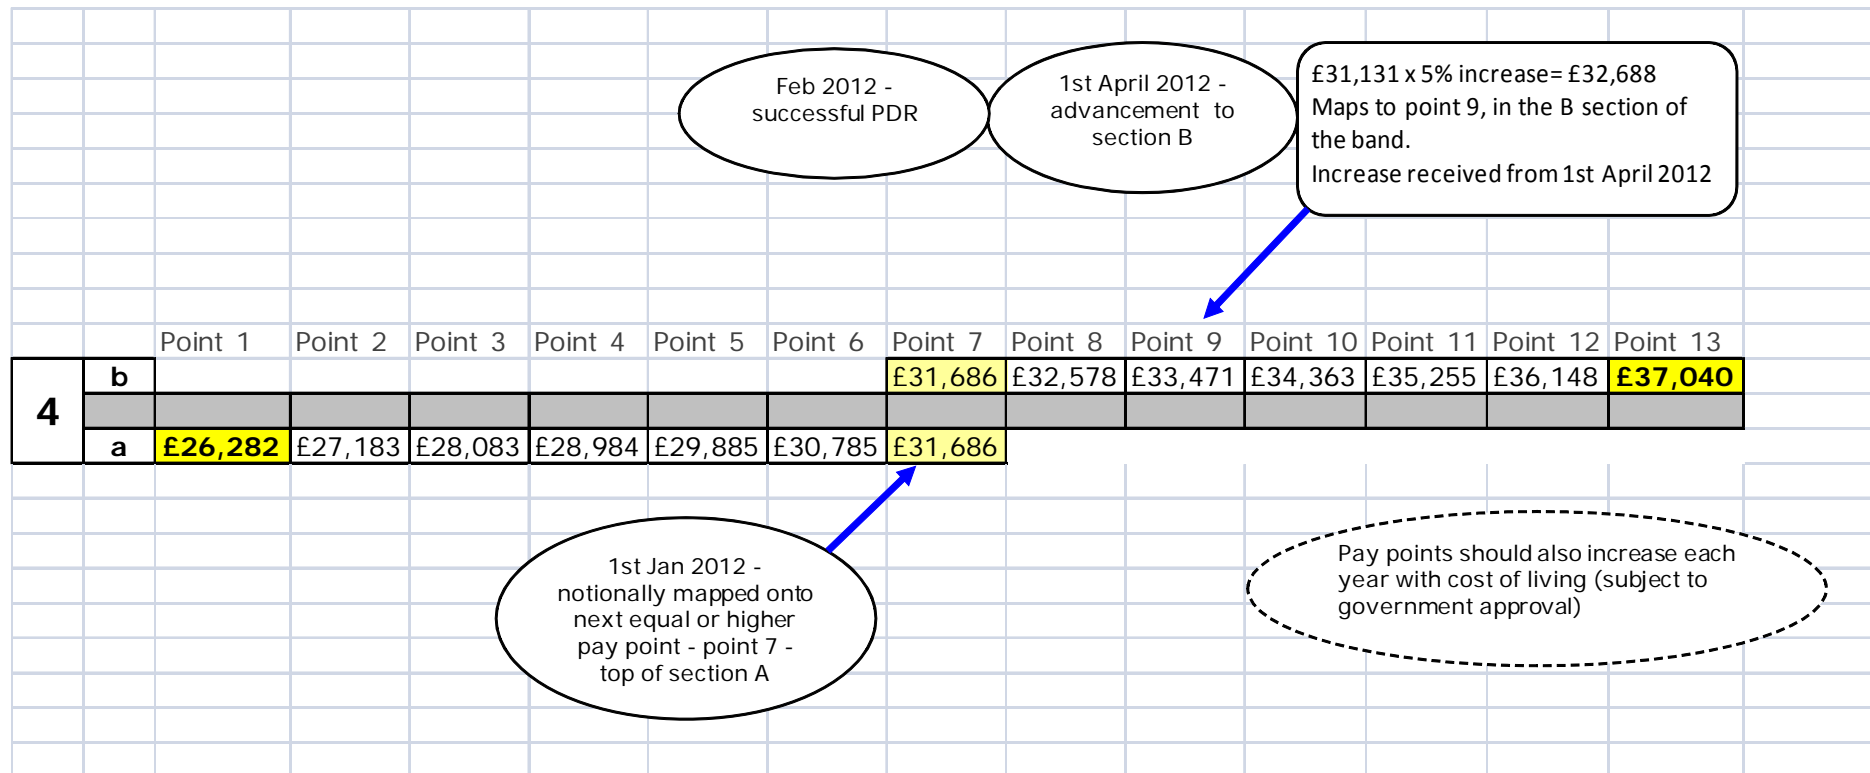 Feb 2012 -
successful PDR
1st April 2012 -
advancement to
section B
£31,131 x 5% increase= £32,688
Maps to point 9, in the B section of
the band.
Increase received from 1st April 2012
Point 1 Point 2 Point 3 Point 4 Point 5 Point 6 Point 7 Point 8 Point 9 Point 10 Point 11 Point 12 Point 13
b £31,686 £32,578 £33,471 £34,363 £35,255 £36,148 £37,040
4
a £26,282 £27,183 £28,083 £28,984 £29,885 £30,785 £31,686
1st Jan 2012 -
notionally mapped onto
next equal or higher
pay point - point 7 -
top of section A
Pay points should also increase each
year with cost of living (subject to
government approval)